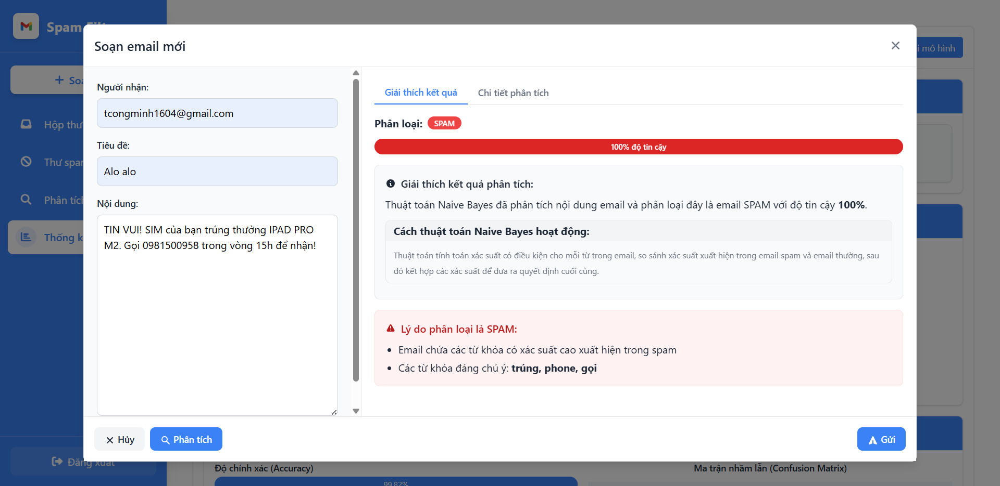 Spam
Soạn email mới
i mô hình
Người nhận:
Giải thích kết quả
Chi tiết phân tích
tcongminh1604@gmail.com
Phân loại: SPAM
Hộp thư
Tiêu đề:
100% độ tin cậy
Alo alo
Thư spam
Giải thích kết quả phân tích:
Phân tích
Nội dung:
Thuật toán Naive Bayes đã phân tích nội dung email và phân loại đây là email SPAM với độ tin cậy 100%.
TIN VUI! SIM của bạn trúng thưởng IPAD PRO
M2. Gọi 0981500958 trong vòng 15h để nhận!
Cách thuật toán Naive Bayes hoạt động:
Thống k
Thuật toán tính toán xác suất có điều kiện cho mỗi từ trong email, so sánh xác suất xuất hiện trong email spam và email thường, sau
đó kết hợp các xác suất để đưa ra quyết định cuối cùng.
Lý do phân loại là SPAM:
Email chứa các từ khóa có xác suất cao xuất hiện trong spam
Các từ khóa đáng chú ý: trúng, phone, gọi
Hủy
Phân tích
Gửi
Đăng xuất
Độ chính xác (Accuracy)
Ma trận nhầm lẫn (Confusion Matrix)
99.82%